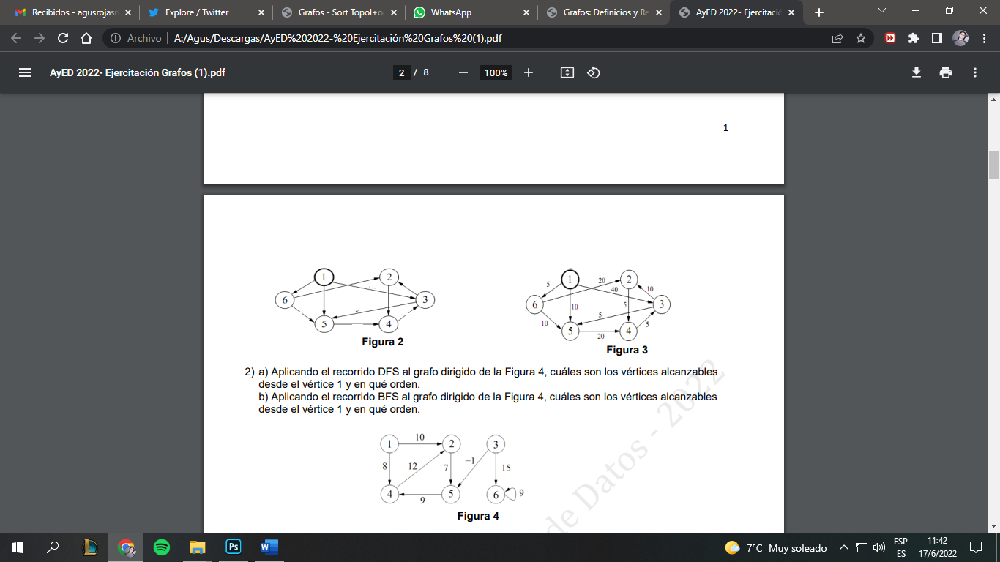 Recibidos - agusrojasn
Explore / Twitter
Grafos - Sort Topol+o
WhatsApp
Grafos: Definicios y Re
AyED 2022- Ejercitació
Archivo
A:/Agus/Descargas/AyED%202022-%20Ejercitación%20Grafos%20(1).pdf
AyED 2022- Ejercitación Grafos (1).pdf
2 / 8
100%
1
1
2
3
4
5
6
Figura 2
1
2
3
4
5
6
5
20
40
10
10
5
5
10
5
20
Figura 3
2) a) Aplicando el recorrido DFS al grafo dirigido de la Figura 4, cuáles son los vértices alcanzables
desde el vértice 1 y en qué orden.
b) Aplicando el recorrido BFS al grafo dirigido de la Figura 4, cuáles son los vértices alcanzables
desde el vértice 1 y en qué orden.
1
10
2
3
8
12
7
−1
15
4
9
5
6
9
Figura 4
de Datos - 2022
Ps
W
7°C Muy soleado
ESP
ES
11:42
17/6/2022